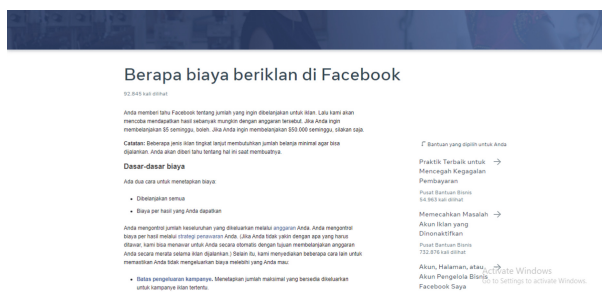 Berapa biaya beriklan di Facebook
92.849 kali dilihat
Anda memberi tahu Facebook tentang jumlah yang ingin dibelanjakan untuk iklan. Lalu kami akan
mencoba mendapatkan hasil sebanyak mungkin dengan anggaran tersebut. Jika Anda ingin
membelanjakan $5 seminggu, boleh. Jika Anda ingin membelanjakan $50.000 seminggu, silakan saja.
Catatan: Beberapa jenis iklan tingkat lanjut membutuhkan jumlah belanja minimal agar bisa
dijalankan. Anda akan diberi tahu tentang hal ini saat membuatnya.
Dasar-dasar biaya
Ada dua cara untuk menetapkan biaya:
• Dibelanjakan semua
• Biaya per hasil yang Anda dapatkan
Anda mengontrol jumlah keseluruhan yang dikeluarkan melalui anggaran Anda. Anda mengontrol
biaya per hasil melalui strategi penawaran Anda. (Jika Anda tidak yakin dengan apa yang harus
ditawar, kami bisa menawar untuk Anda secara otomatis dengan tujuan membelanjakan anggaran
Anda secara merata selama iklan dijalankan.) Selain itu, kami menyediakan beberapa cara lain untuk
memastikan Anda tidak mengeluarkan biaya melebihi yang Anda mau:
• Batas pengeluaran kampanye. Menetapkan jumlah maksimal yang bersedia dikeluarkan
untuk kampanye iklan tertentu.
Bantuan yang dipilih untuk Anda
Praktik Terbaik untuk →
Mencegah Kegagalan
Pembayaran
Pusat Bantuan Bisnis
54.963 kali dilihat
Memecahkan Masalah →
Akun Iklan yang
Dinonaktifkan
Pusat Bantuan Bisnis
732.876 kali dilihat
Akun, Halaman, atau →
Akun Pengelola Bisnis
Facebook Saya
Activate Windows
Go to Settings to activate Windows.